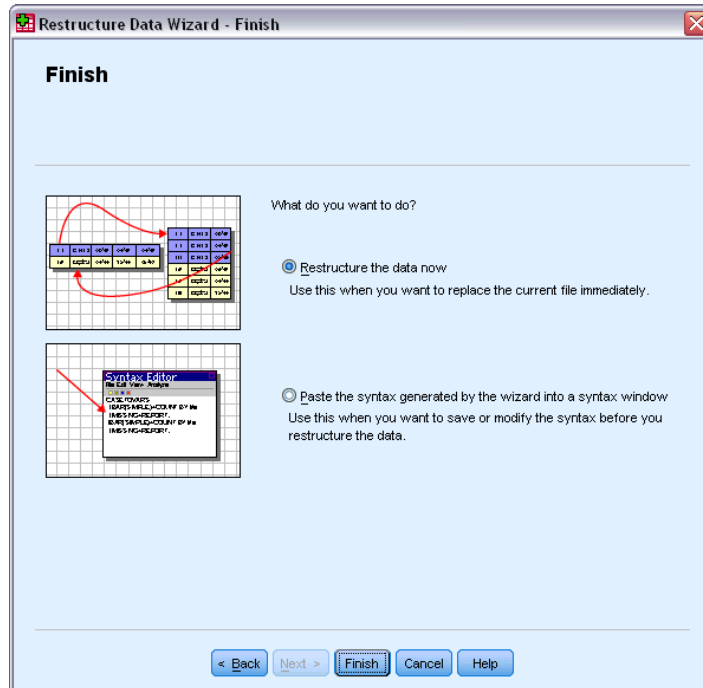 Restructure Data Wizard - Finish
Finish
What do you want to do?
Restructure the data now
Use this when you want to replace the current file immediately.
Syntax Editor
Paste the syntax generated by the wizard into a syntax window
Use this when you want to save or modify the syntax before you
restructure the data.
< Back
Next >
Finish
Cancel
Help